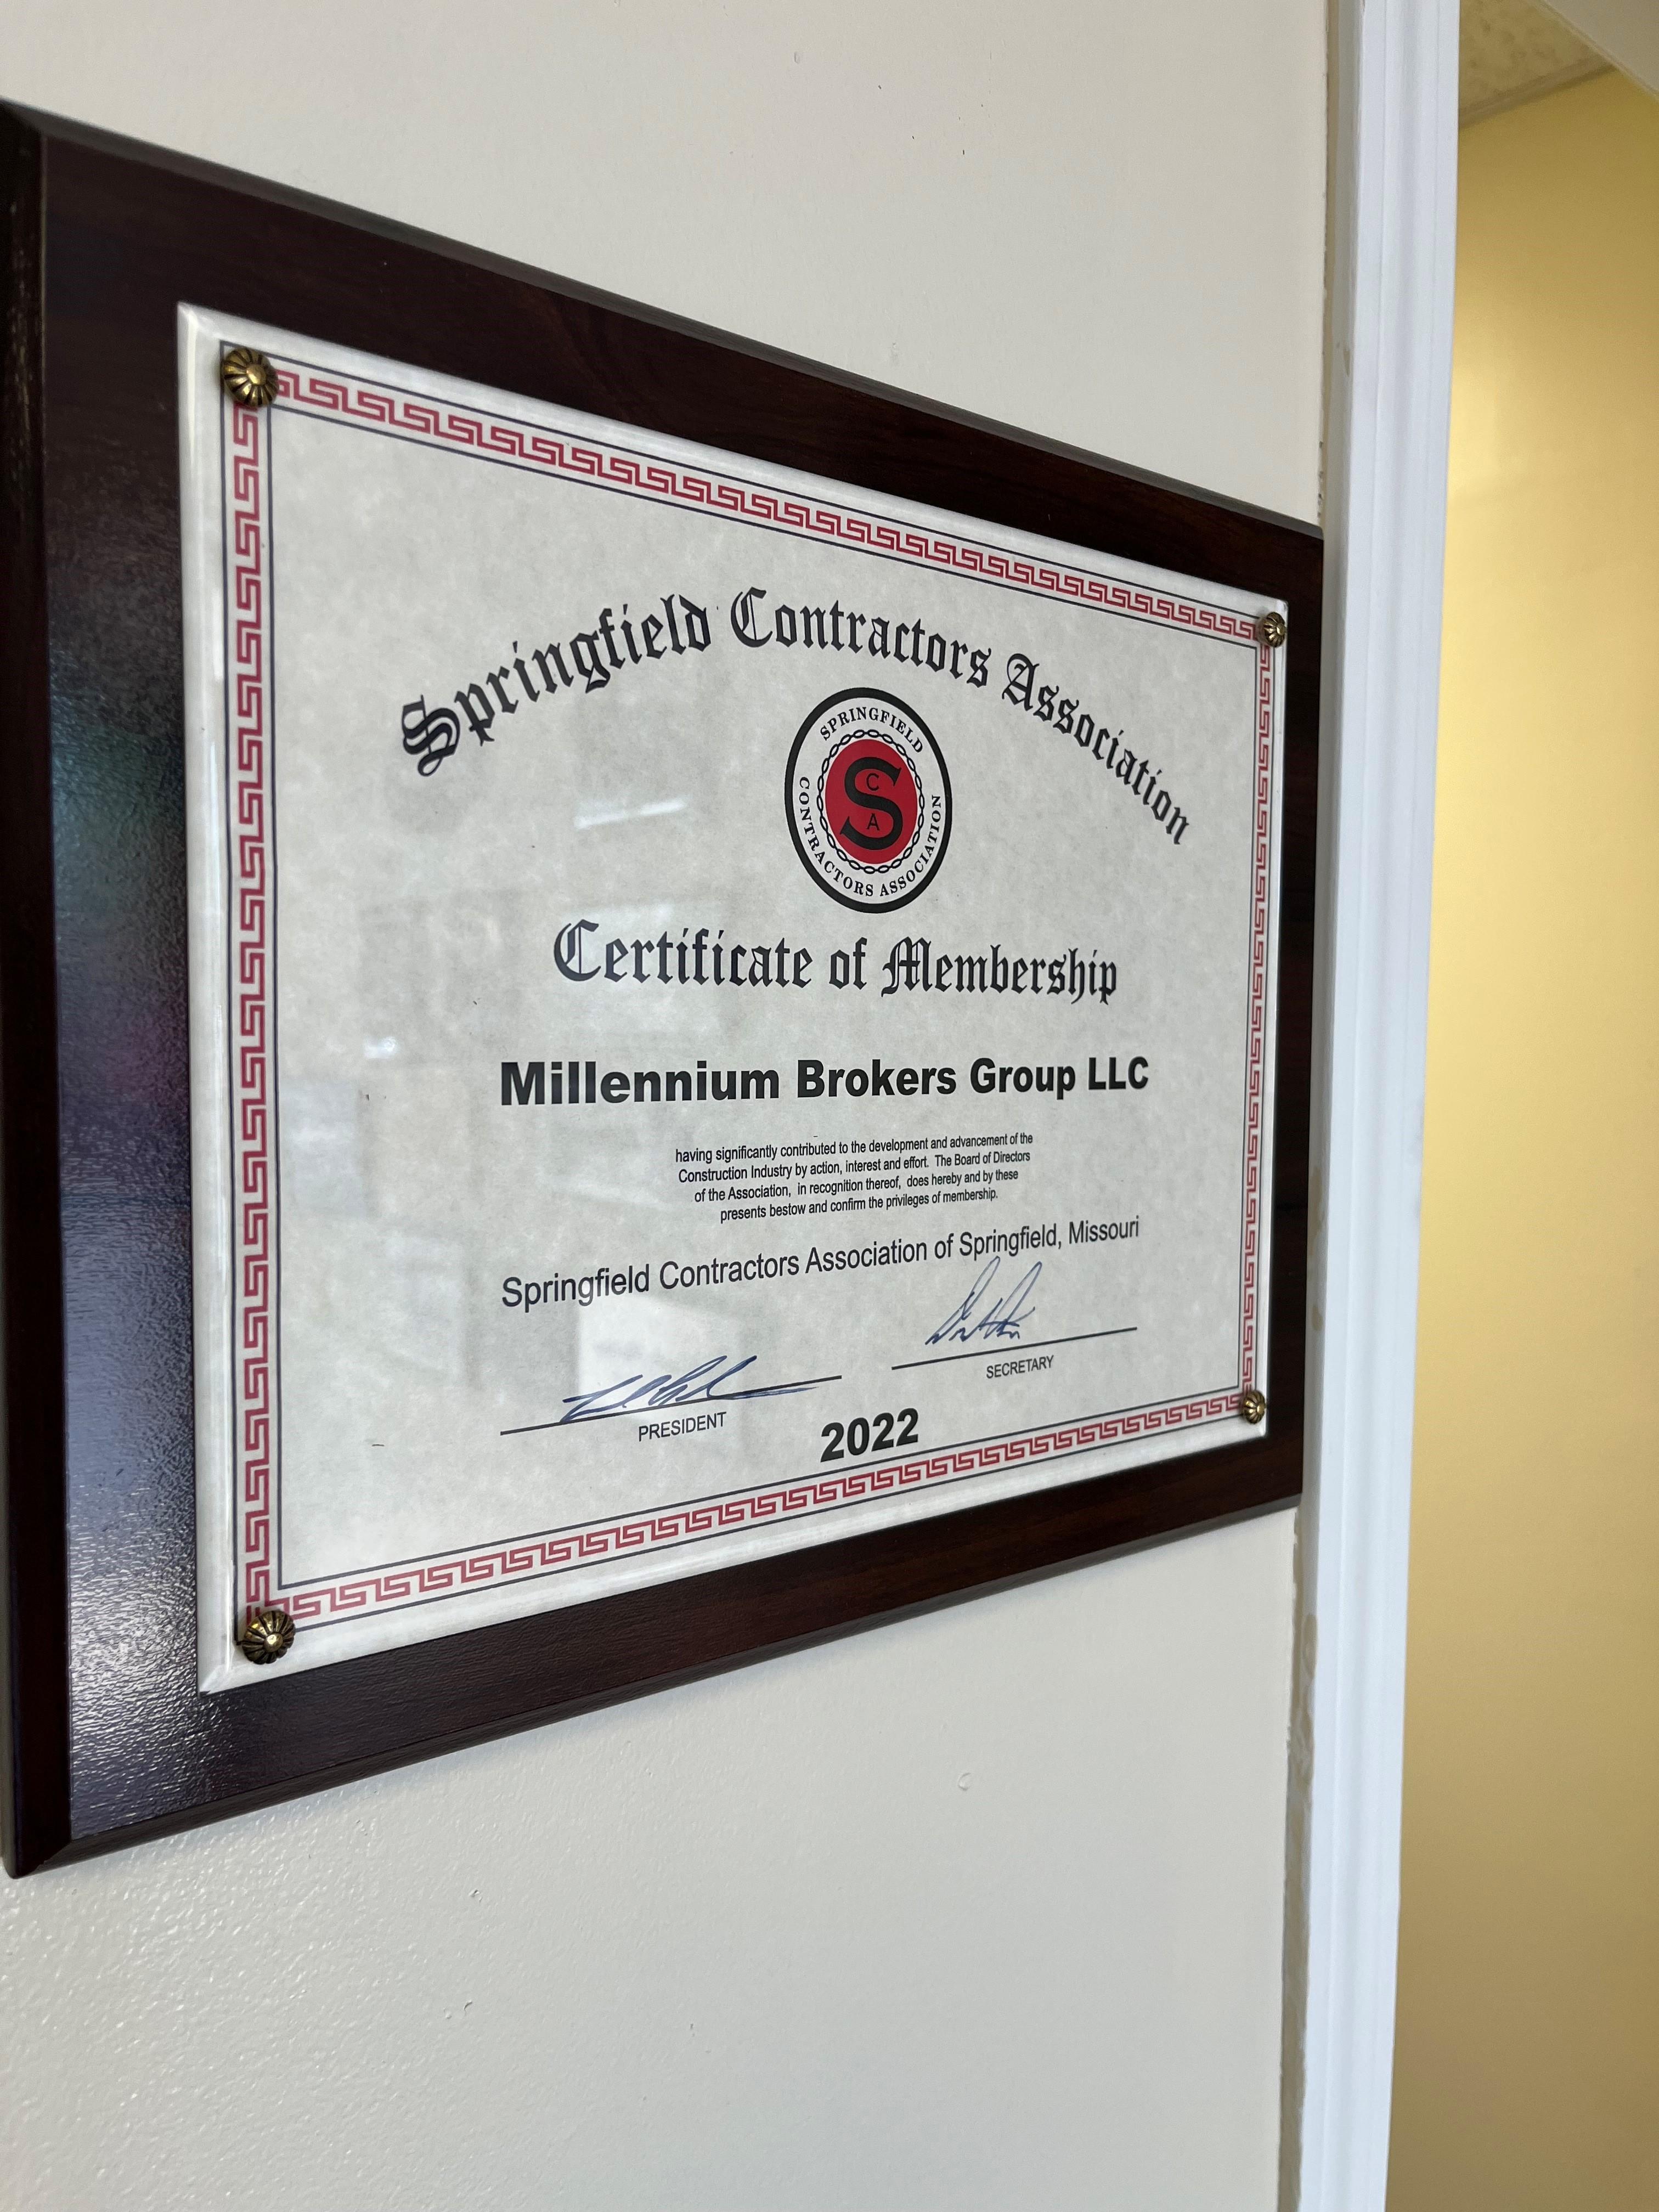 Springfield Contractors Association
SPRINGFIELD
CONTRACTORS ASSOCIATION
C
S
A
Certificate of Membership
Millennium Brokers Group LLC
having significantly contributed to the development and advancement of the
Construction Industry by action, interest and effort. The Board of Directors
of the Association, in recognition thereof, does hereby and by these
presents bestow and confirm the privileges of membership.
Springfield Contractors Association of Springfield, Missouri
PRESIDENT
SECRETARY
2022